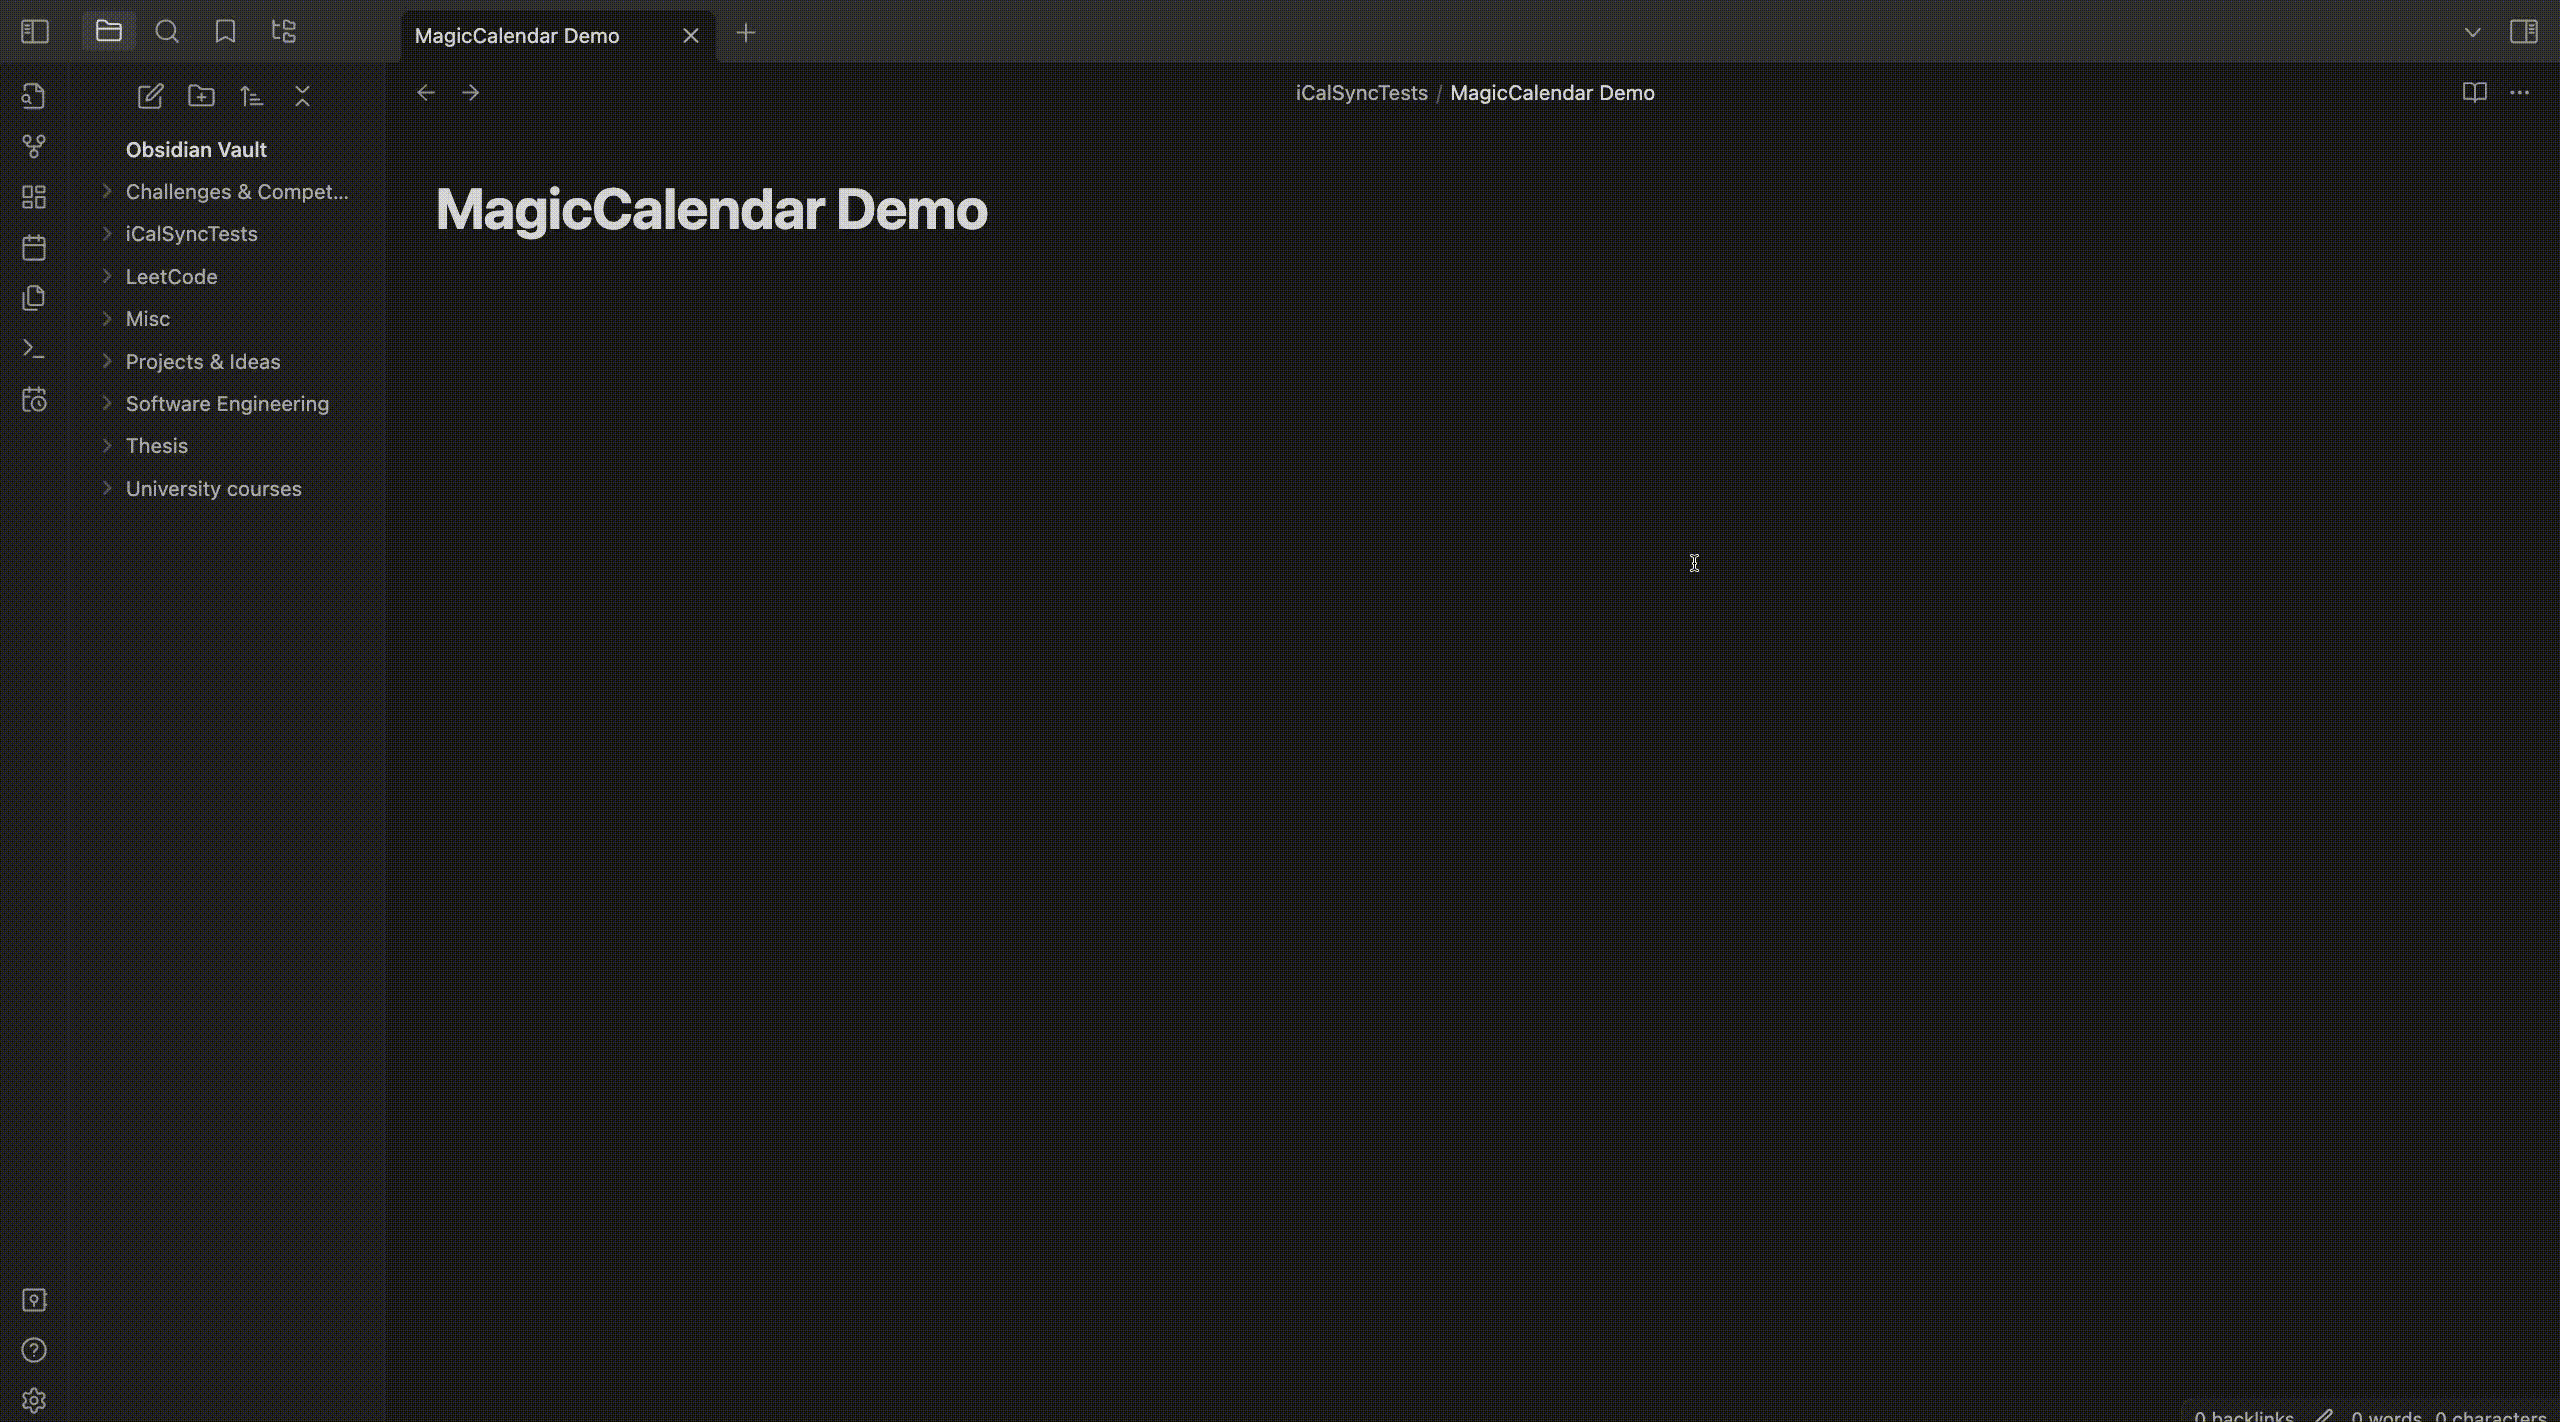 MagicCalendar Demo
iCalSyncTests / MagicCalendar Demo
Obsidian Vault
Challenges & Compet...
iCalSyncTests
LeetCode
Misc
Projects & Ideas
Software Engineering
Thesis
University courses
MagicCalendar Demo
0 backlinks 0 words 0 characters